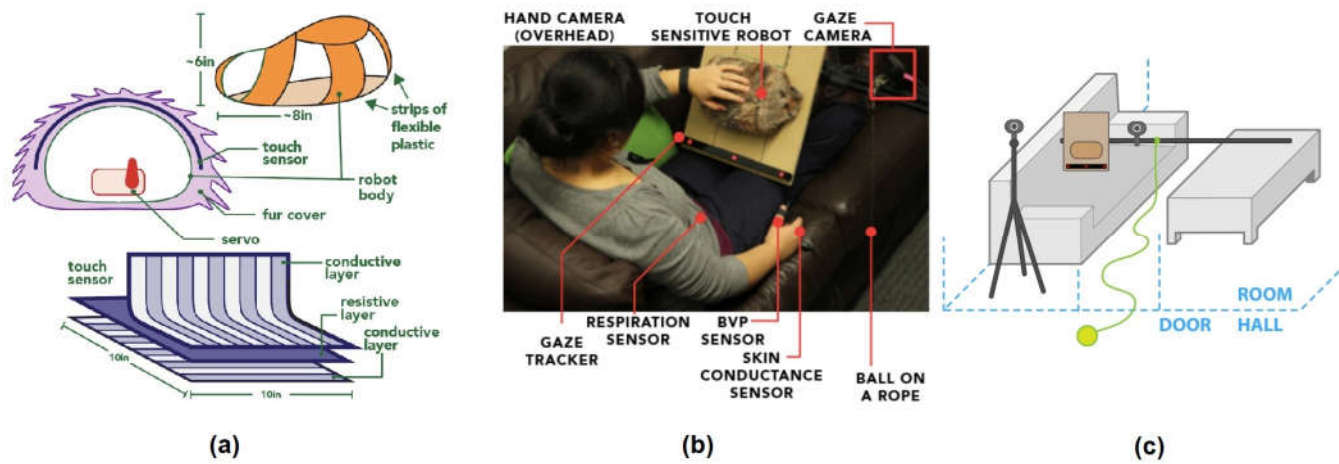 ~6in
~8in
strips of
flexible
plastic
touch sensor
robot
body
fur cover
servo
touch
sensor
conductive
layer
resistive
layer
conductive
layer
10in
10in
(a)
HAND CAMERA
(OVERHEAD)
TOUCH
SENSITIVE ROBOT
GAZE
CAMERA
GAZE
TRACKER
RESPIRATION
SENSOR
BVP
SENSOR
SKIN
CONDUCTANCE
SENSOR
BALL ON
A ROPE
(b)
ROOM
DOOR
HALL
(c)